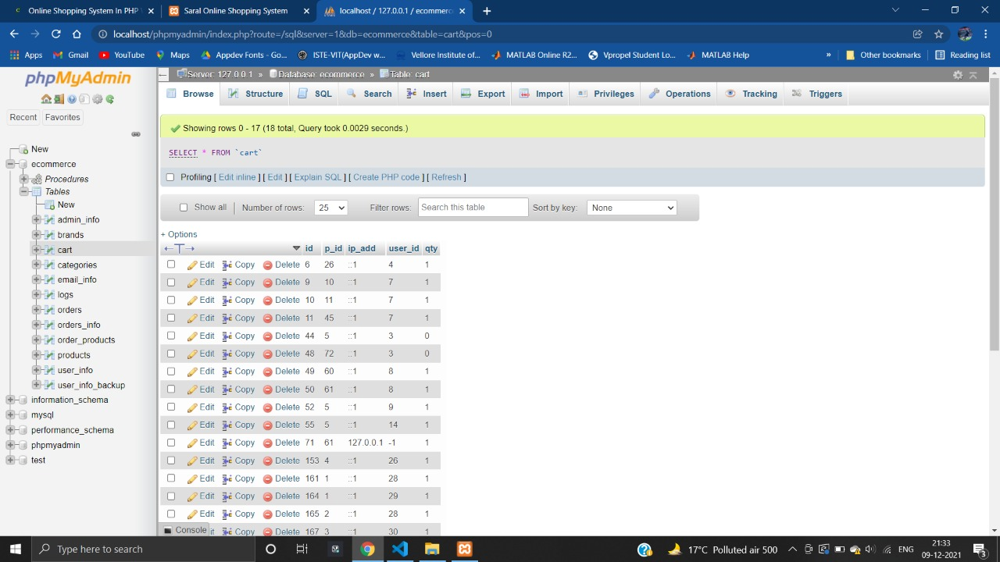 Online Shopping System In PHP
Saral Online Shopping System
localhost / 127.0.0.1 / ecommerce
localhost/phpmyadmin/index.php?route=/sql&server=1&db=ecommerce&table=cart&pos=0
Apps Gmail YouTube Maps Appdev Fonts - Go... ISTE-VIT(AppDev w... Vellore Institute of... MATLAB Online R2... Vpropel Student Lo... MATLAB Help » Other bookmarks Reading list
phpMyAdmin
Recent Favorites
New
ecommerce
Procedures
Tables
New
admin_info
brands
cart
categories
email_info
logs
orders
orders_info
order_products
products
user_info
user_info_backup
information_schema
mysql
performance_schema
phpmyadmin
test
Server: 127.0.0.1 » Database: ecommerce » Table: cart
Browse Structure SQL Search Insert Export Import Privileges Operations Tracking Triggers
Showing rows 0 - 17 (18 total, Query took 0.0029 seconds.)
SELECT * FROM `cart`
Profiling [ Edit inline ] [ Edit ] [ Explain SQL ] [ Create PHP code ] [ Refresh ]
Show all Number of rows: 25 Filter rows: Search this table Sort by key: None
+ Options
←T→ id p_id ip_add user_id qty
Edit Copy Delete 6 26 ::1 4 1
Edit Copy Delete 9 10 ::1 7 1
Edit Copy Delete 10 11 ::1 7 1
Edit Copy Delete 11 45 ::1 7 1
Edit Copy Delete 44 5 ::1 3 0
Edit Copy Delete 48 72 ::1 3 0
Edit Copy Delete 49 60 ::1 8 1
Edit Copy Delete 50 61 ::1 8 1
Edit Copy Delete 52 5 ::1 9 1
Edit Copy Delete 55 5 ::1 14 1
Edit Copy Delete 71 61 127.0.0.1 -1 1
Edit Copy Delete 153 4 ::1 26 1
Edit Copy Delete 161 1 ::1 28 1
Edit Copy Delete 164 1 ::1 29 1
Edit Copy Delete 165 2 ::1 28 1
Console it Copy Delete 167 3 ::1 30 1
Type here to search
17°C Polluted air 500
ENG
21:33
09-12-2021
3